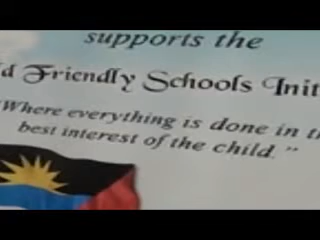 supports the
d Friendly Schools Init
"Where everything is done in th
best interest of the child."